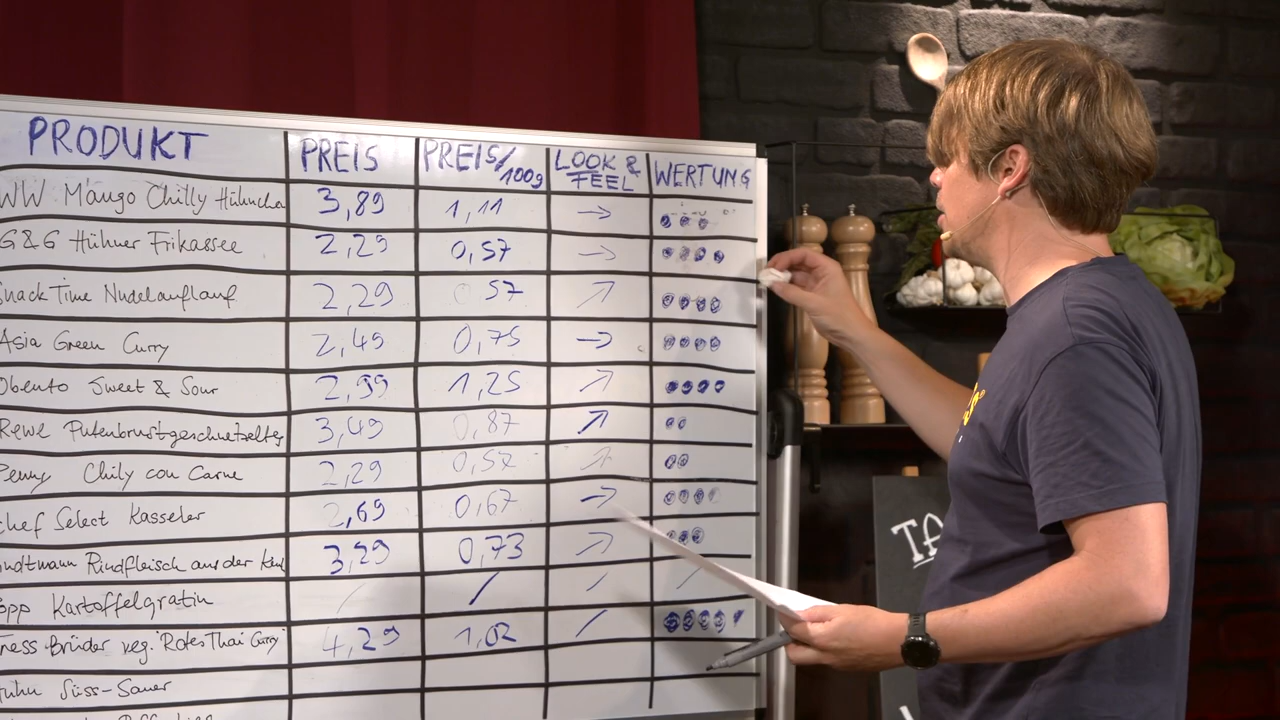 PRODUKT PREIS PREIS/100g LOOK & FEEL WERTUNG
WW Mango Chilly Hühnche 3,89 1,11
G&G Hühner Frikassee 2,29 0,57
Snack Time Nudelauflauf 2,29 0 57
Asia Green Curry 2,49 0,75
Obento Sweet & Sour 2,99 1,25
Rewe Putenbrustgeschnetzeltes 3,49 0,87
Penny Chily con Carne 2,29 0,57
Chef Select Kasseler 2,69 0,67
Rindfleisch aus der 3,29 0,73
Kartoffelgratin
Brüder veg. Rotes Thai Curry 4,29 1,02
Süss-Sauer
TA